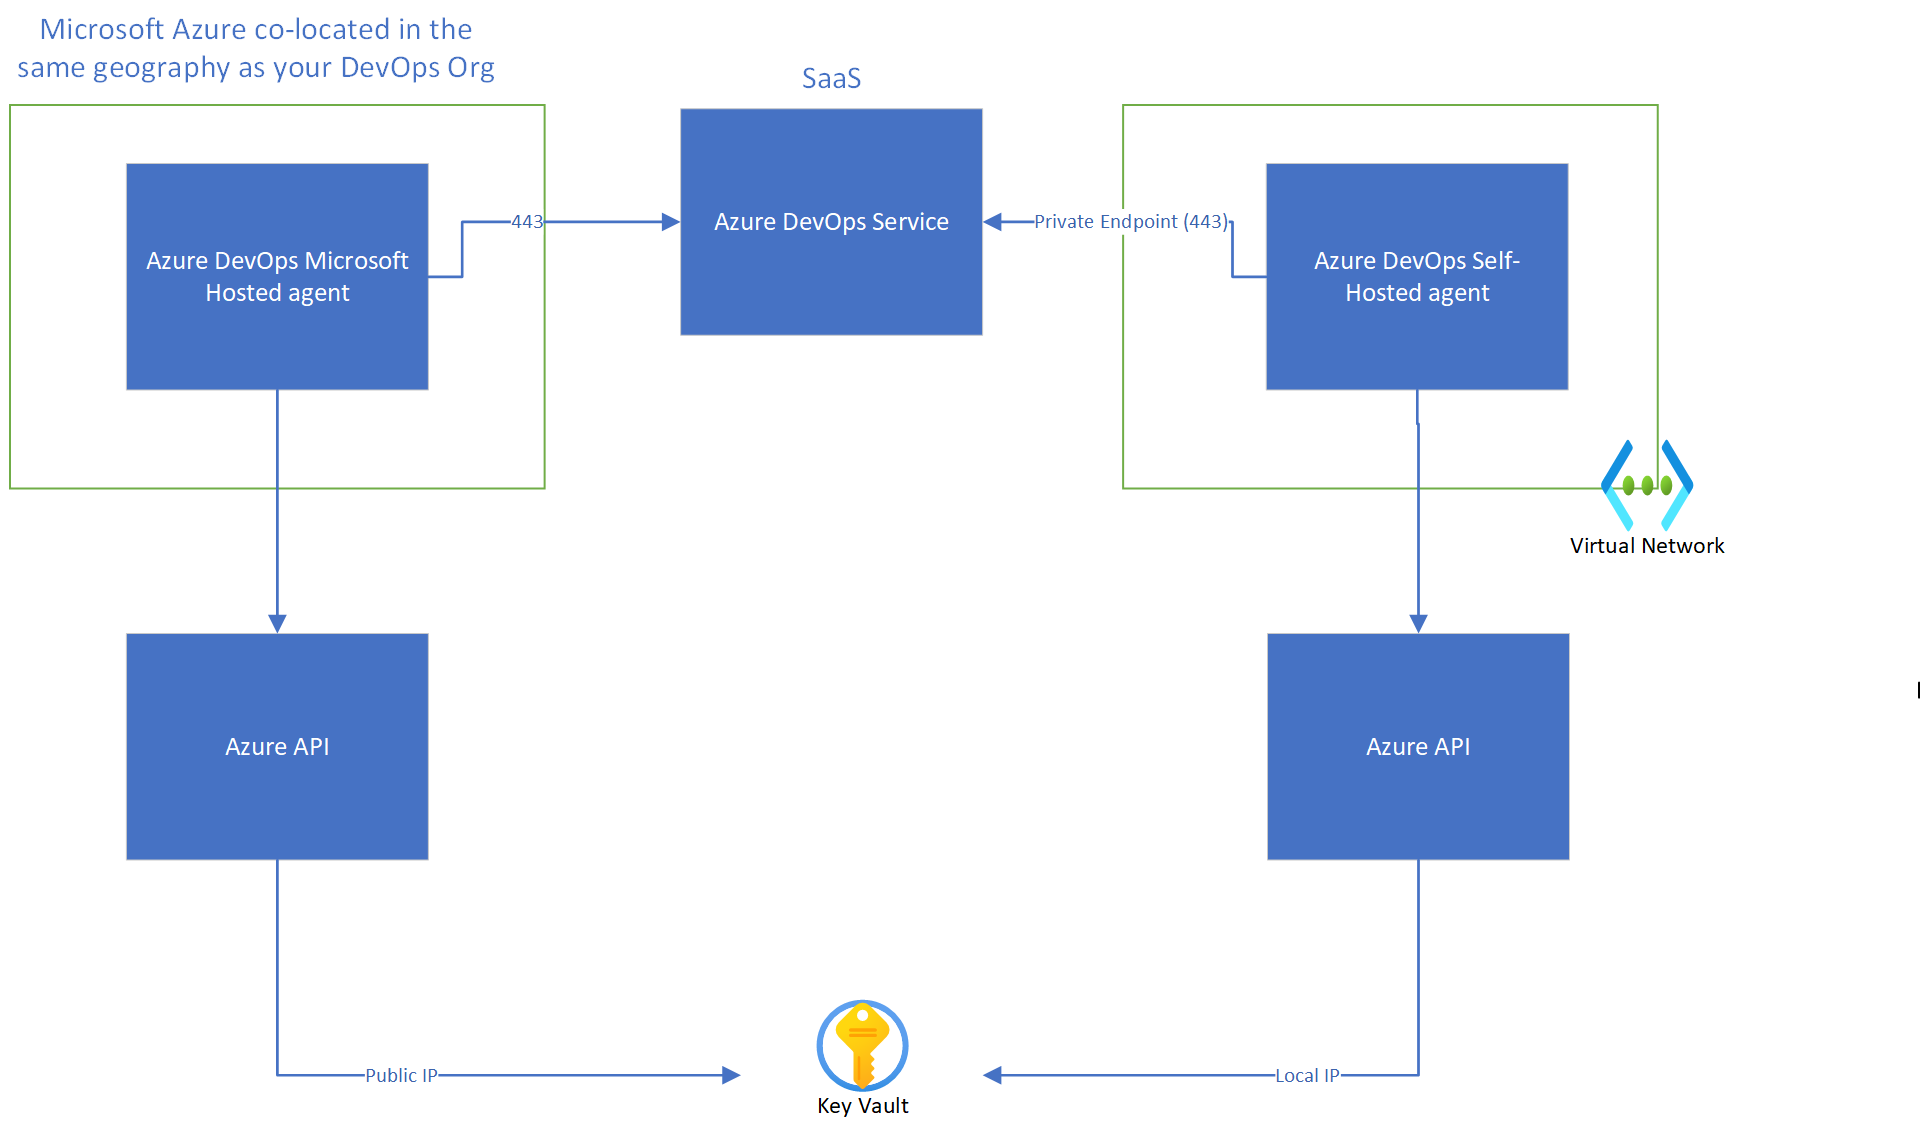 Microsoft Azure co-located in the
same geography as your DevOps Org
SaaS
Azure DevOps Microsoft
Hosted agent
443
Azure DevOps Service
Private Endpoint (443)
Azure DevOps Self-
Hosted agent
Virtual Network
Azure API
Azure API
Public IP
Key Vault
Local IP